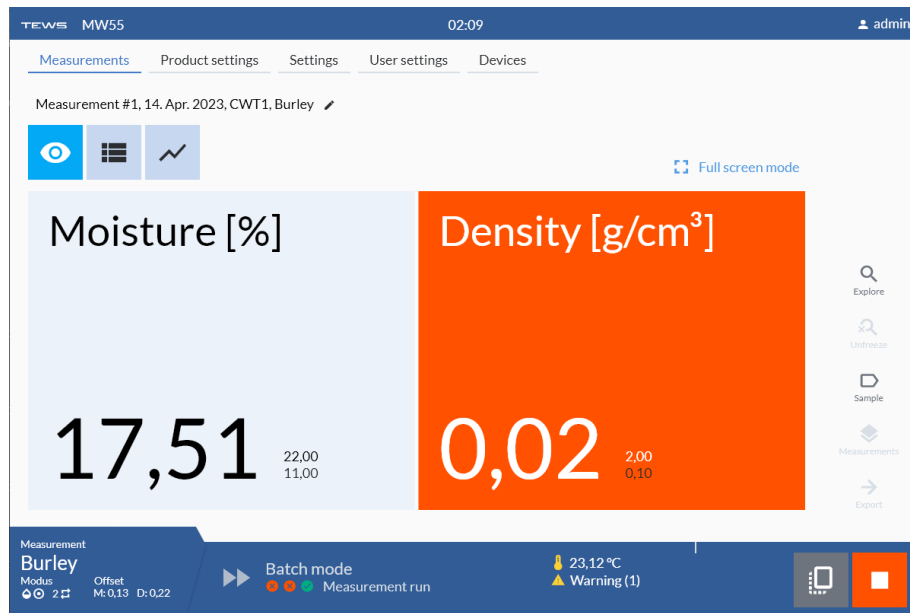 TEWS MW55 02:09 admin
Measurements Product settings Settings User settings Devices
Measurement #1, 14. Apr. 2023, CWT1, Burley
Full screen mode
Moisture [%]
17,51
22,00
11,00
Density [g/cm³]
0,02
2,00
0,10
Explore
Unfreeze
Sample
Measurements
Export
Measurement
Burley
Modus Offset
2 M: 0,13 D: 0,22
Batch mode
Measurement run
23,12 °C
Warning (1)